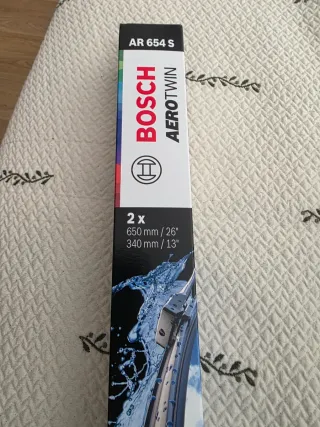 AR 654 S
BOSCH
AEROTWIN
2 x
650 mm / 26"
340 mm / 13"